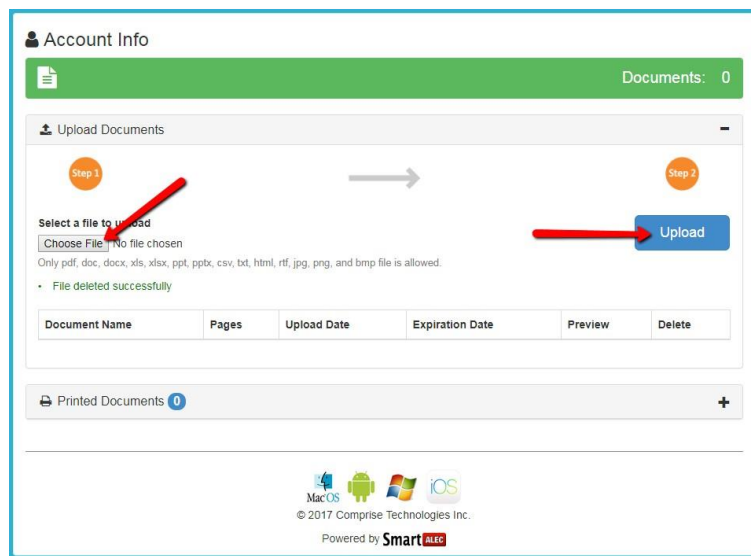 Account Info
Documents: 0
Upload Documents
Step 1
Step 2
Select a file to upload
Choose File No file chosen
Upload
Only pdf, doc, docx, xls, xlsx, ppt, pptx, csv, txt, html, rtf, jpg, png, and bmp file is allowed.
File deleted successfully
Document Name Pages Upload Date Expiration Date Preview Delete
Printed Documents 0
Mac OS iOS
© 2017 Comprise Technologies Inc.
Powered by Smart ALEC